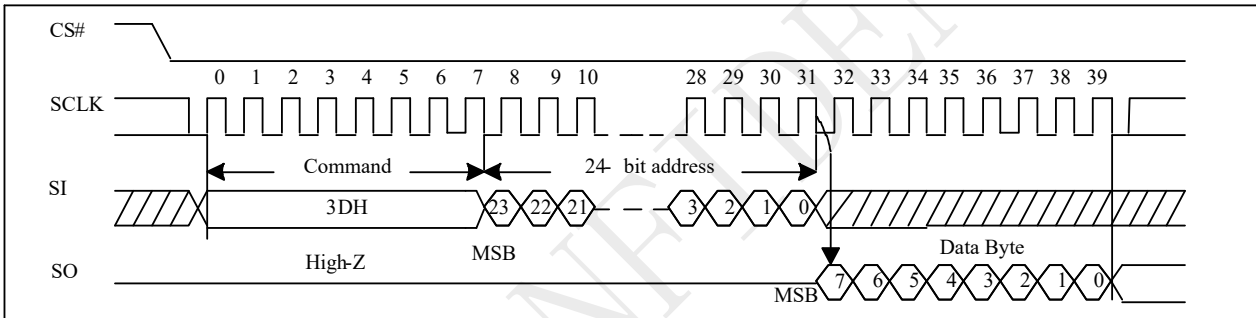 CS#
0 1 2 3 4 5 6 7 8 9 10 28 29 30 31 32 33 34 35 36 37 38 39
SCLK
Command 24- bit address
SI
3DH 23 22 21 3 2 1 0
High-Z MSB Data Byte
SO
MSB 7 6 5 4 3 2 1 0